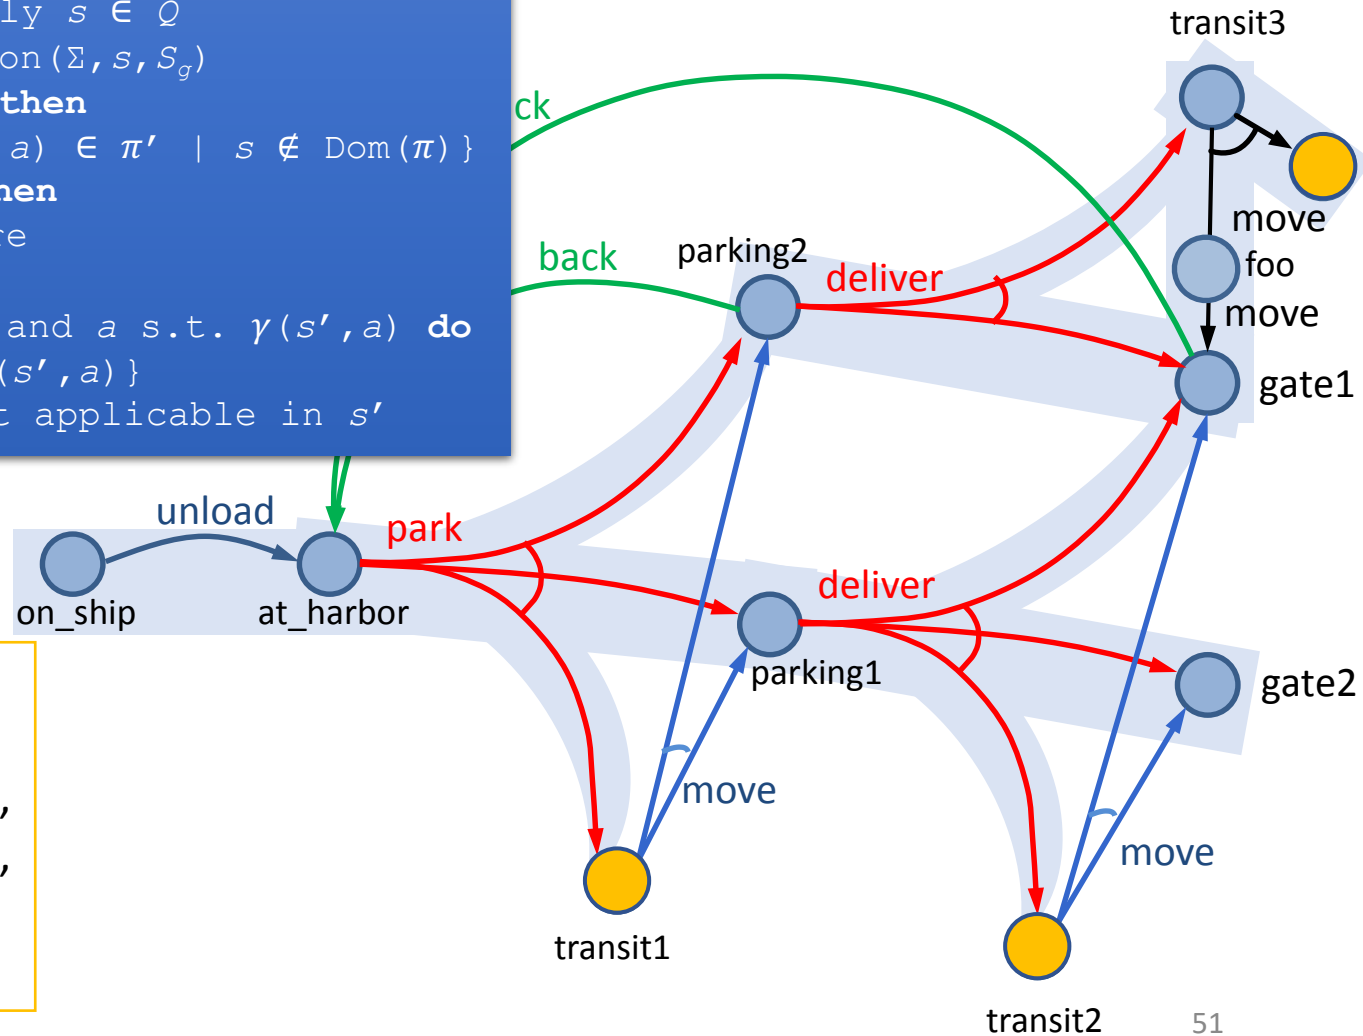 ly s ∈ Q
on(Σ,s,S_g)
then
a) ∈ π′ | s ∉ Dom(π)}
hen
re
and a s.t. γ(s′,a) do
(s′,a)}
t applicable in s′
ck
back
transit3
move
foo
move
parking2
deliver
gate1
unload
park
on_ship
at_harbor
deliver
parking1
gate2
,
,
move
move
transit1
transit2
51